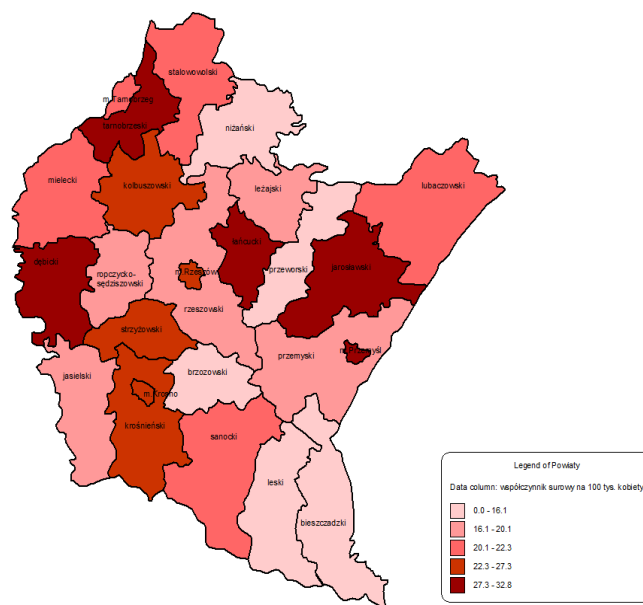 stalowowolski
m.Tarnobrzeg
tarnobrzeski
niżański
mielecki
kolbuszowski
leżajski
lubaczowski
łańcucki
dębicki
ropczycko-
sędziszowski
m.Rzeszów
przeworski
jarosławski
rzeszowski
strzyżowski
m.Przemyśl
przemyski
jasielski
brzozowski
m. Krosno
krośnieński
sanocki
leski
bieszczadzki
Legend of Powiaty
Data column: współczynnik surowy na 100 tys. kobiety
0.0 - 16.1
16.1 - 20.1
20.1 - 22.3
22.3 - 27.3
27.3 - 32.8